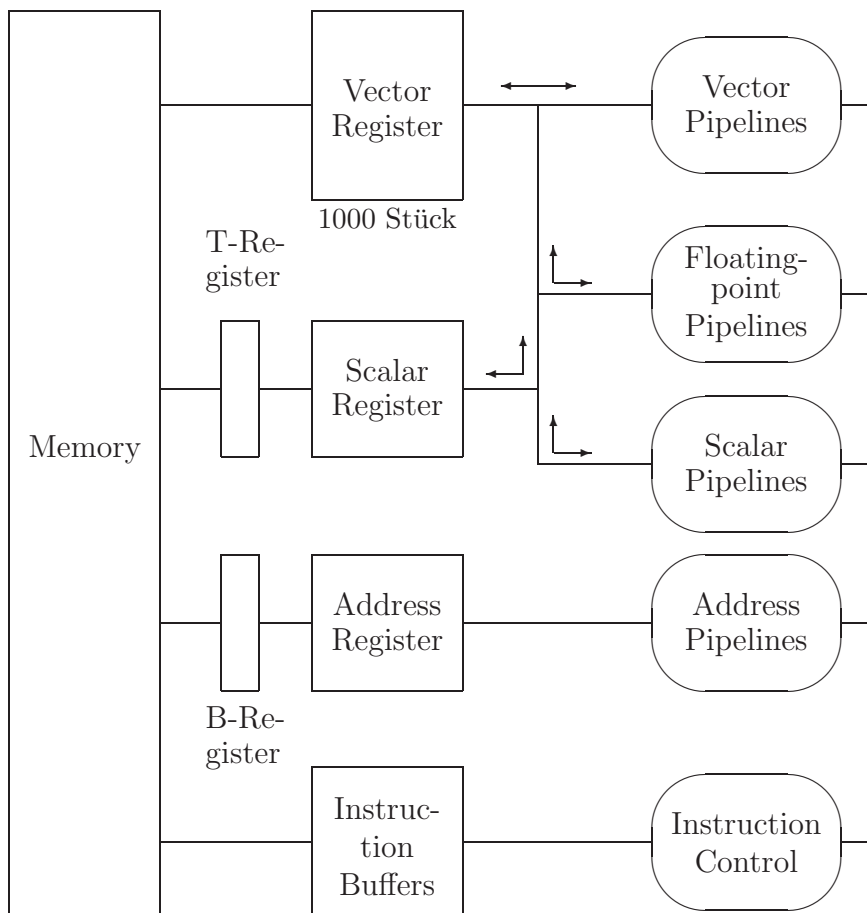 Vector
Register
1000 Stück
Vector
Pipelines
T-Re-
gister
Floating-
point
Pipelines
Memory
Scalar
Register
Scalar
Pipelines
Address
Register
Address
Pipelines
B-Re-
gister
Instruc-
tion
Buffers
Instruction
Control